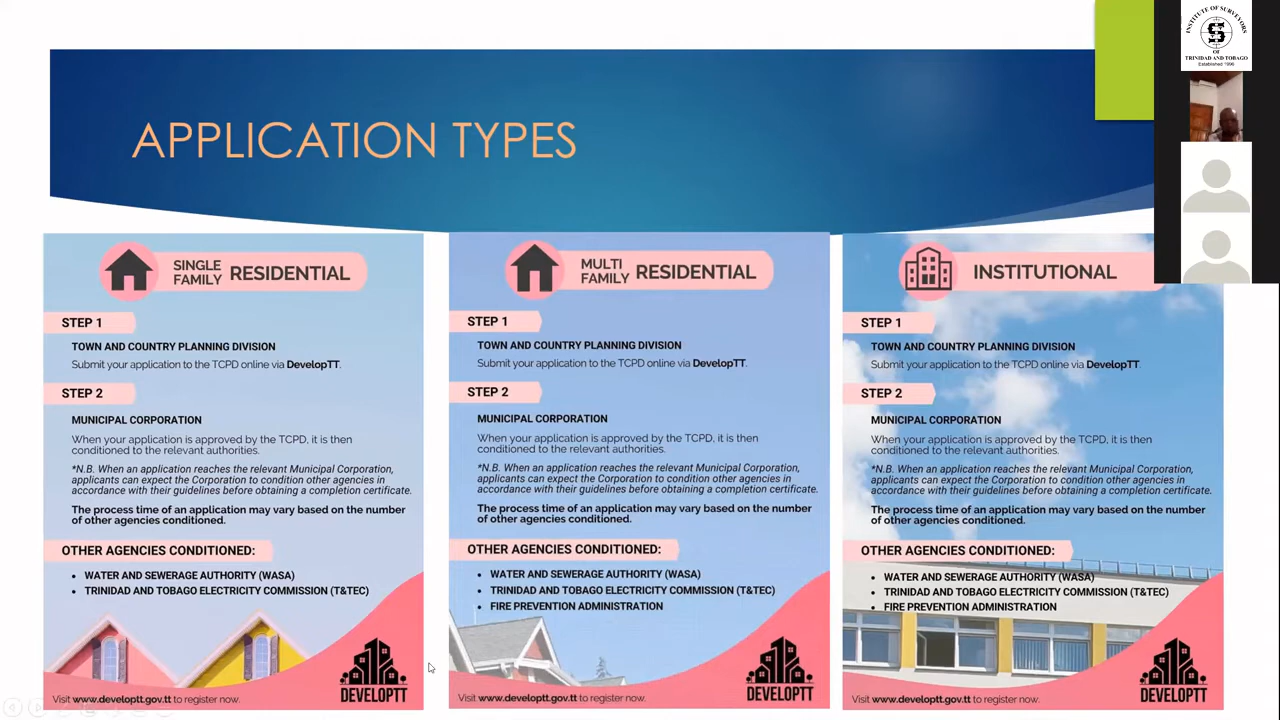 APPLICATION TYPES
INSTITUTE OF SURVEYORS
OF
TRINIDAD AND TOBAGO
Established 1996
SINGLE
FAMILY RESIDENTIAL
STEP 1
TOWN AND COUNTRY PLANNING DIVISION
Submit your application to the TCPD online via DevelopTT.
STEP 2
MUNICIPAL CORPORATION
When your application is approved by the TCPD, it is then
conditioned to the relevant authorities.
*N.B. When an application reaches the relevant Municipal Corporation,
applicants can expect the Corporation to condition other agencies in
accordance with their guidelines before obtaining a completion certificate.
The process time of an application may vary based on the number
of other agencies conditioned.
OTHER AGENCIES CONDITIONED:
• WATER AND SEWERAGE AUTHORITY (WASA)
• TRINIDAD AND TOBAGO ELECTRICITY COMMISSION (T&TEC)
DEVELOPTT
Visit www.developtt.gov.tt to register now.
MULTI
FAMILY RESIDENTIAL
STEP 1
TOWN AND COUNTRY PLANNING DIVISION
Submit your application to the TCPD online via DevelopTT.
STEP 2
MUNICIPAL CORPORATION
When your application is approved by the TCPD, it is then
conditioned to the relevant authorities.
*N.B. When an application reaches the relevant Municipal Corporation,
applicants can expect the Corporation to condition other agencies in
accordance with their guidelines before obtaining a completion certificate.
The process time of an application may vary based on the number
of other agencies conditioned.
OTHER AGENCIES CONDITIONED:
• WATER AND SEWERAGE AUTHORITY (WASA)
• TRINIDAD AND TOBAGO ELECTRICITY COMMISSION (T&TEC)
• FIRE PREVENTION ADMINISTRATION
DEVELOPTT
Visit www.developtt.gov.tt to register now.
INSTITUTIONAL
STEP 1
TOWN AND COUNTRY PLANNING DIVISION
Submit your application to the TCPD online via DevelopTT.
STEP 2
MUNICIPAL CORPORATION
When your application is approved by the TCPD, it is then
conditioned to the relevant authorities.
*N.B. When an application reaches the relevant Municipal Corporation,
applicants can expect the Corporation to condition other agencies in
accordance with their guidelines before obtaining a completion certificate.
The process time of an application may vary based on the number
of other agencies conditioned.
OTHER AGENCIES CONDITIONED:
• WATER AND SEWERAGE AUTHORITY (WASA)
• TRINIDAD AND TOBAGO ELECTRICITY COMMISSION (T&TEC)
• FIRE PREVENTION ADMINISTRATION
DEVELOPTT
Visit www.developtt.gov.tt to register now.